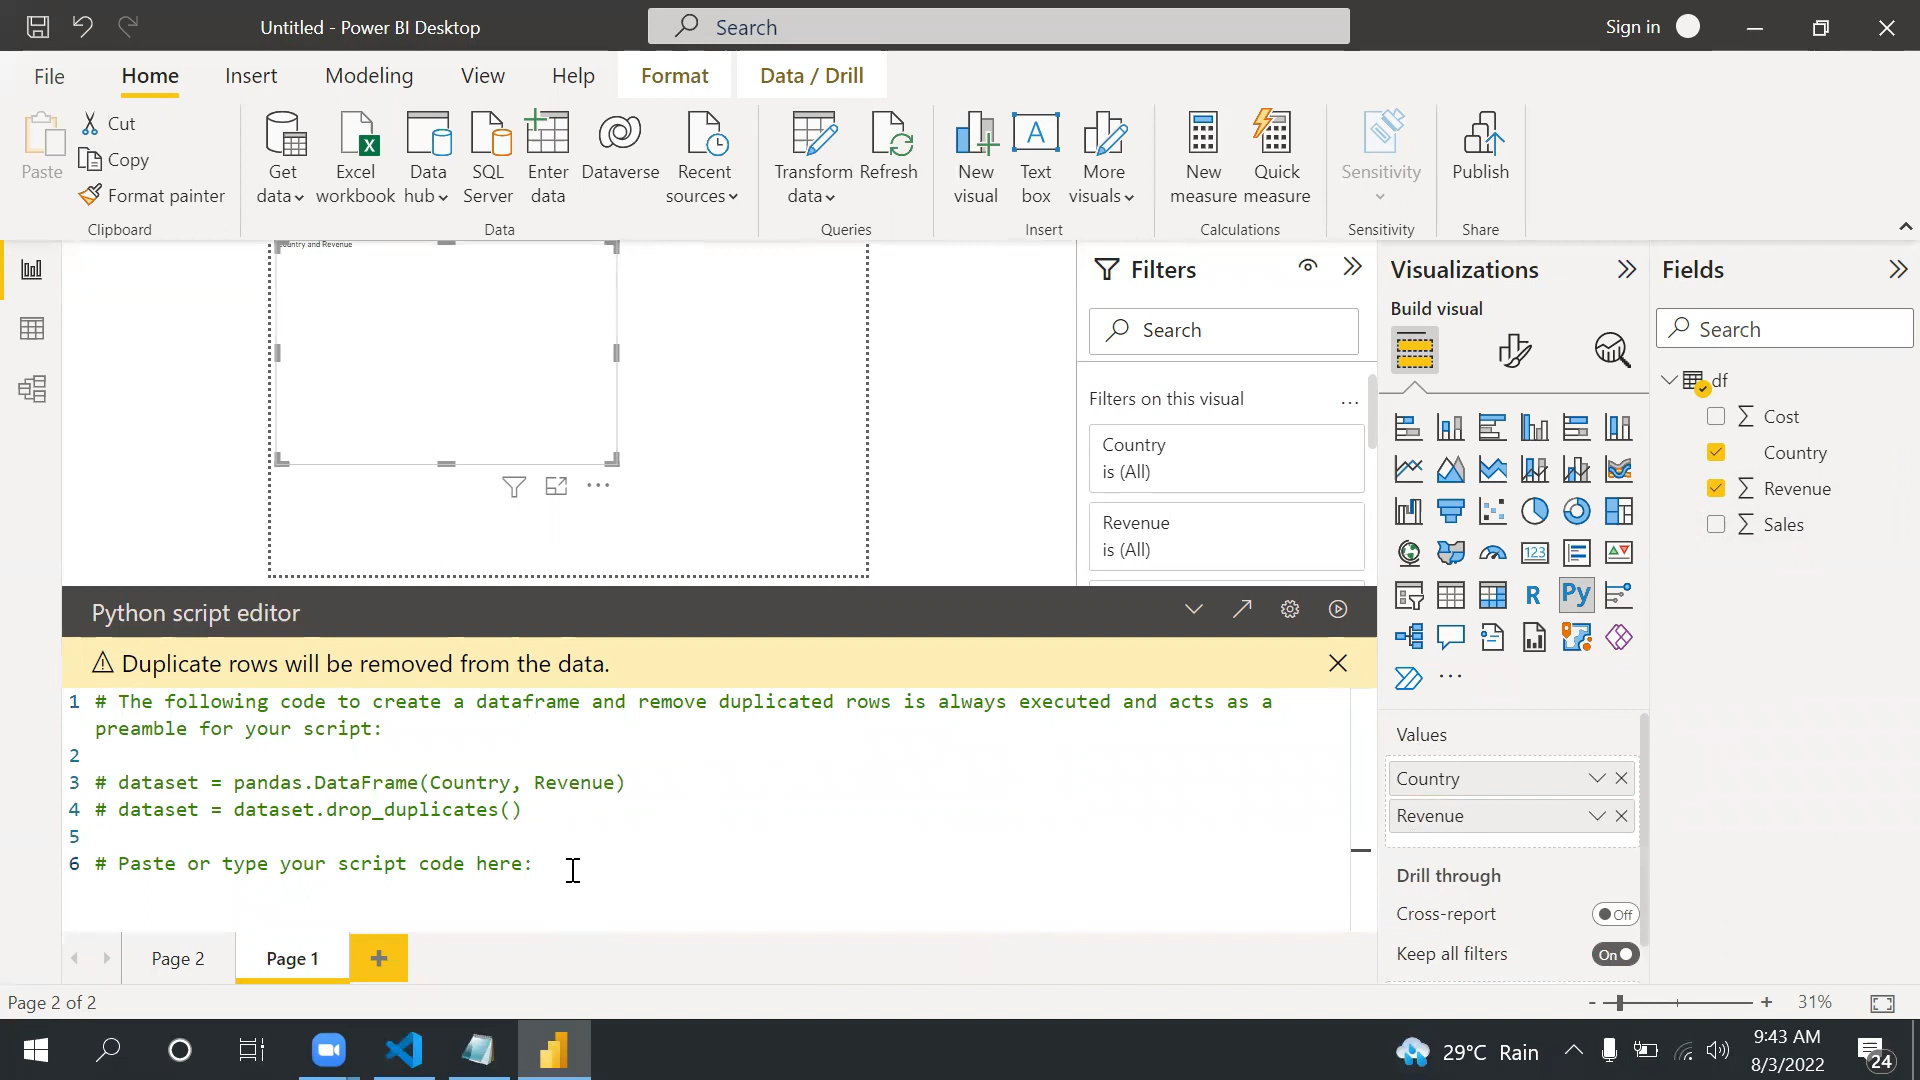 Untitled - Power BI Desktop
Search
Sign in
File
Home
Insert
Modeling
View
Help
Format
Data / Drill
Paste
Cut
Copy
Format painter
Clipboard
Get data
Excel workbook
Data hub
SQL Server
Enter data
Dataverse
Recent sources
Data
Transform data
Refresh
Queries
New visual
Text box
More visuals
Insert
New measure
Quick measure
Calculations
Sensitivity
Sensitivity
Publish
Share
Country and Revenue
Filters
Search
Filters on this visual
...
Country
is (All)
Revenue
is (All)
Visualizations
Build visual
123
R
Py
...
Values
Country
Revenue
Drill through
Cross-report
Off
Keep all filters
On
Fields
Search
df
Cost
Country
Revenue
Sales
Python script editor
Duplicate rows will be removed from the data.
1 # The following code to create a dataframe and remove duplicated rows is always executed and acts as a
preamble for your script:
2
3 # dataset = pandas.DataFrame(Country, Revenue)
4 # dataset = dataset.drop_duplicates()
5
6 # Paste or type your script code here:
Page 2
Page 1
+
Page 2 of 2
- + 31%
29°C Rain
9:43 AM
8/3/2022
24